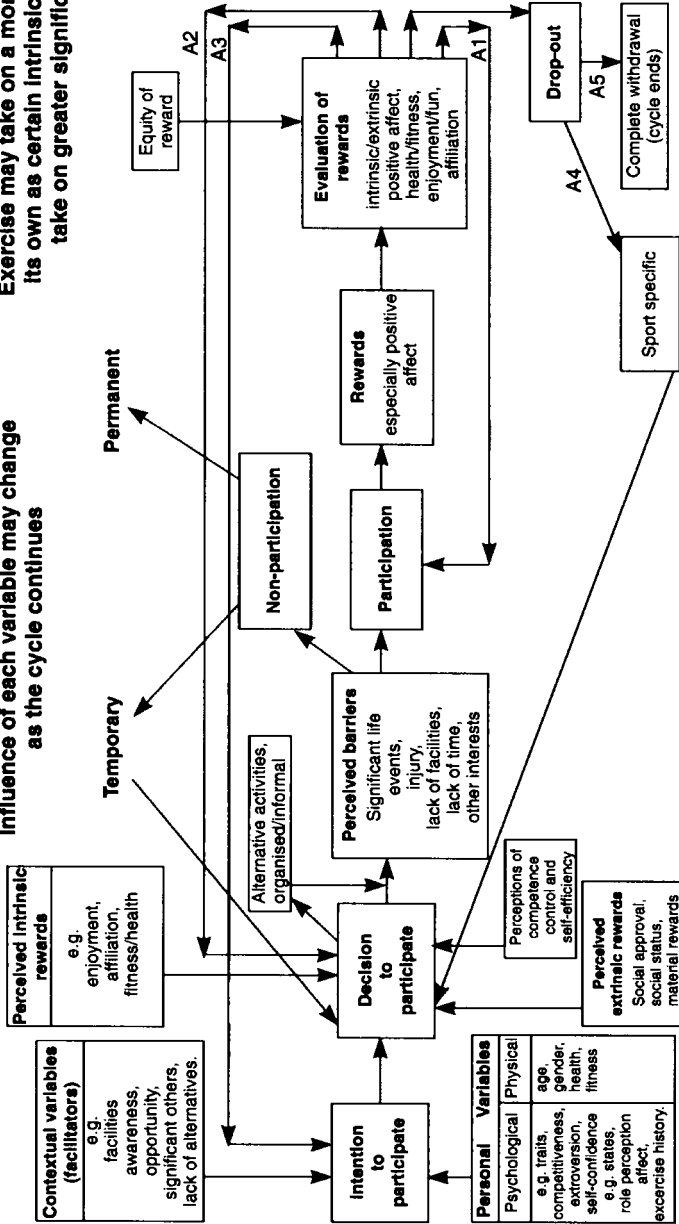 Influence of each variable may change
as the cycle continues
Exercise may take on a
its own as certain intrinsic
take on greater
Contextual variables
(facilitators)
e.g.
facilities
awareness,
opportunity,
significant others,
lack of alternatives.
Perceived intrinsic
rewards
e.g.
enjoyment,
affiliation,
fitness/health
Temporary
Permanent
Equity of
reward
A2
A3
Alternative activities,
organised/informal
Non-participation
Intention
to
participate
Decision
to
participate
Perceived barriers
Significant life
events,
injury,
lack of facilities,
lack of time,
other interests
Participation
Rewards
especially positive
affect
Evaluation of
rewards
intrinsic/extrinsic
positive affect,
health/fitness,
enjoyment/fun,
affiliation
A1
Personal Variables
Psychological
Physical
e.g. traits,
competitiveness,
extroversion,
self-confidence
e.g. states,
role perception
affect,
excercise history.
age,
gender,
health,
fitness
Perceptions of
competence
control and
self-efficiency
Perceived
extrinsic rewards
Social approval,
social status,
material rewards
Drop-out
A4
A5
Sport specific
Complete withdrawal
(cycle ends)